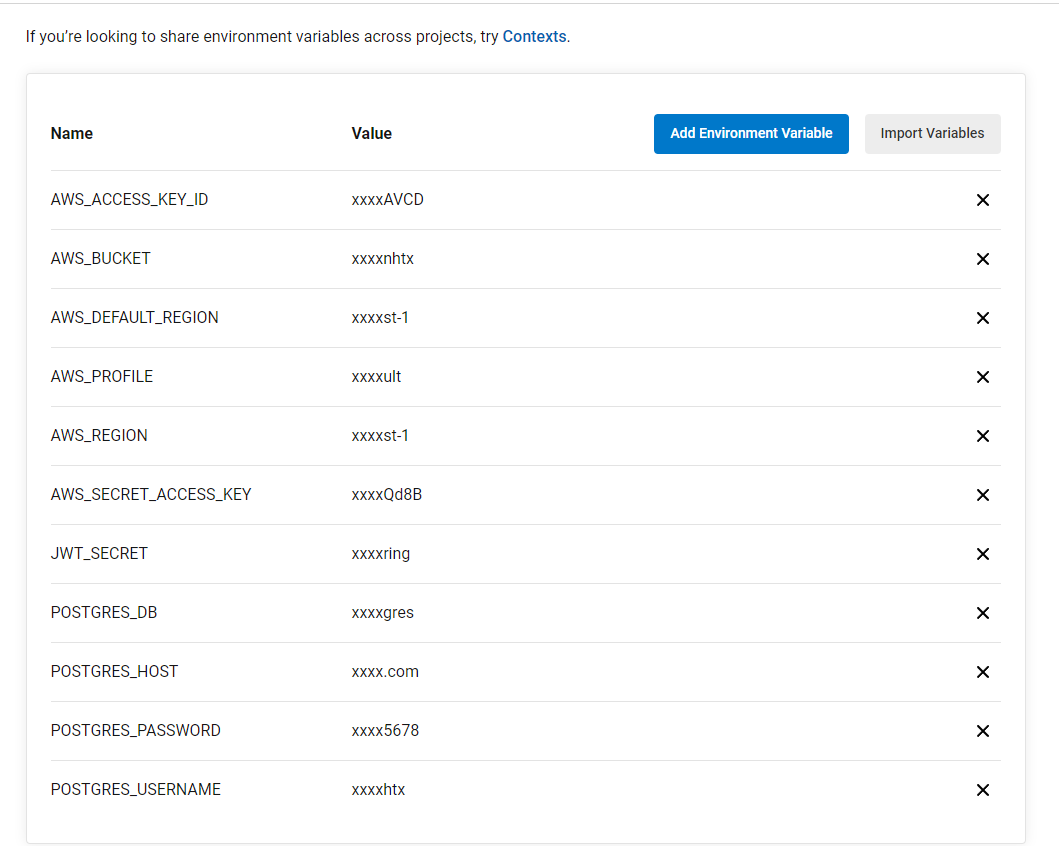 If you're looking to share environment variables across projects, try Contexts.
Name Value Add Environment Variable Import Variables
AWS_ACCESS_KEY_ID xxxxAVCD
AWS_BUCKET xxxxnhtx
AWS_DEFAULT_REGION xxxxst-1
AWS_PROFILE xxxxult
AWS_REGION xxxxst-1
AWS_SECRET_ACCESS_KEY xxxxQd8B
JWT_SECRET xxxxring
POSTGRES_DB xxxxgres
POSTGRES_HOST xxxx.com
POSTGRES_PASSWORD xxxx5678
POSTGRES_USERNAME xxxxhtx